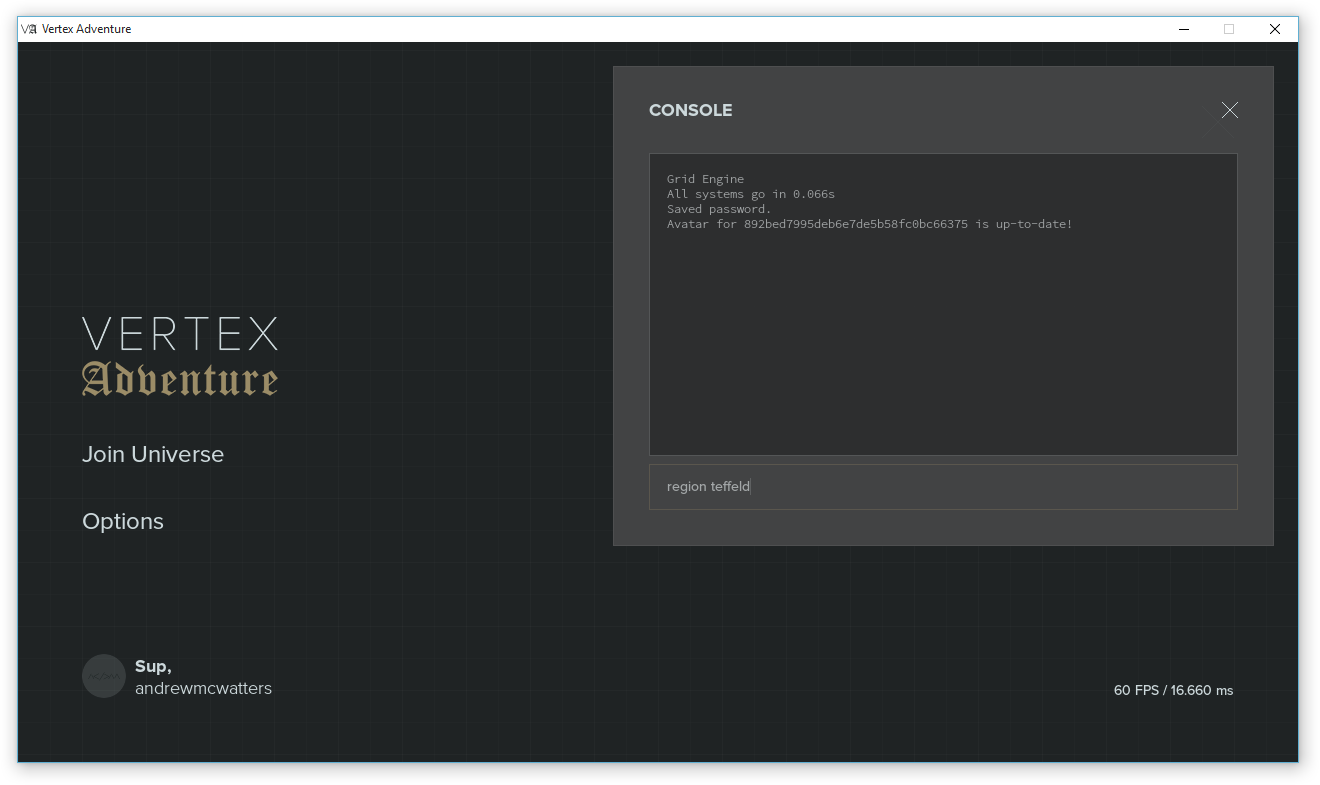 Vertex Adventure
CONSOLE
Grid Engine
All systems go in 0.066s
Saved password.
Avatar for 892bed7995deb6e7de5b58fc0bc66375 is up-to-date!
region teffeld
VERTEX
Adventure
Join Universe
Options
Sup,
andrewmcwatters
60 FPS / 16.660 ms